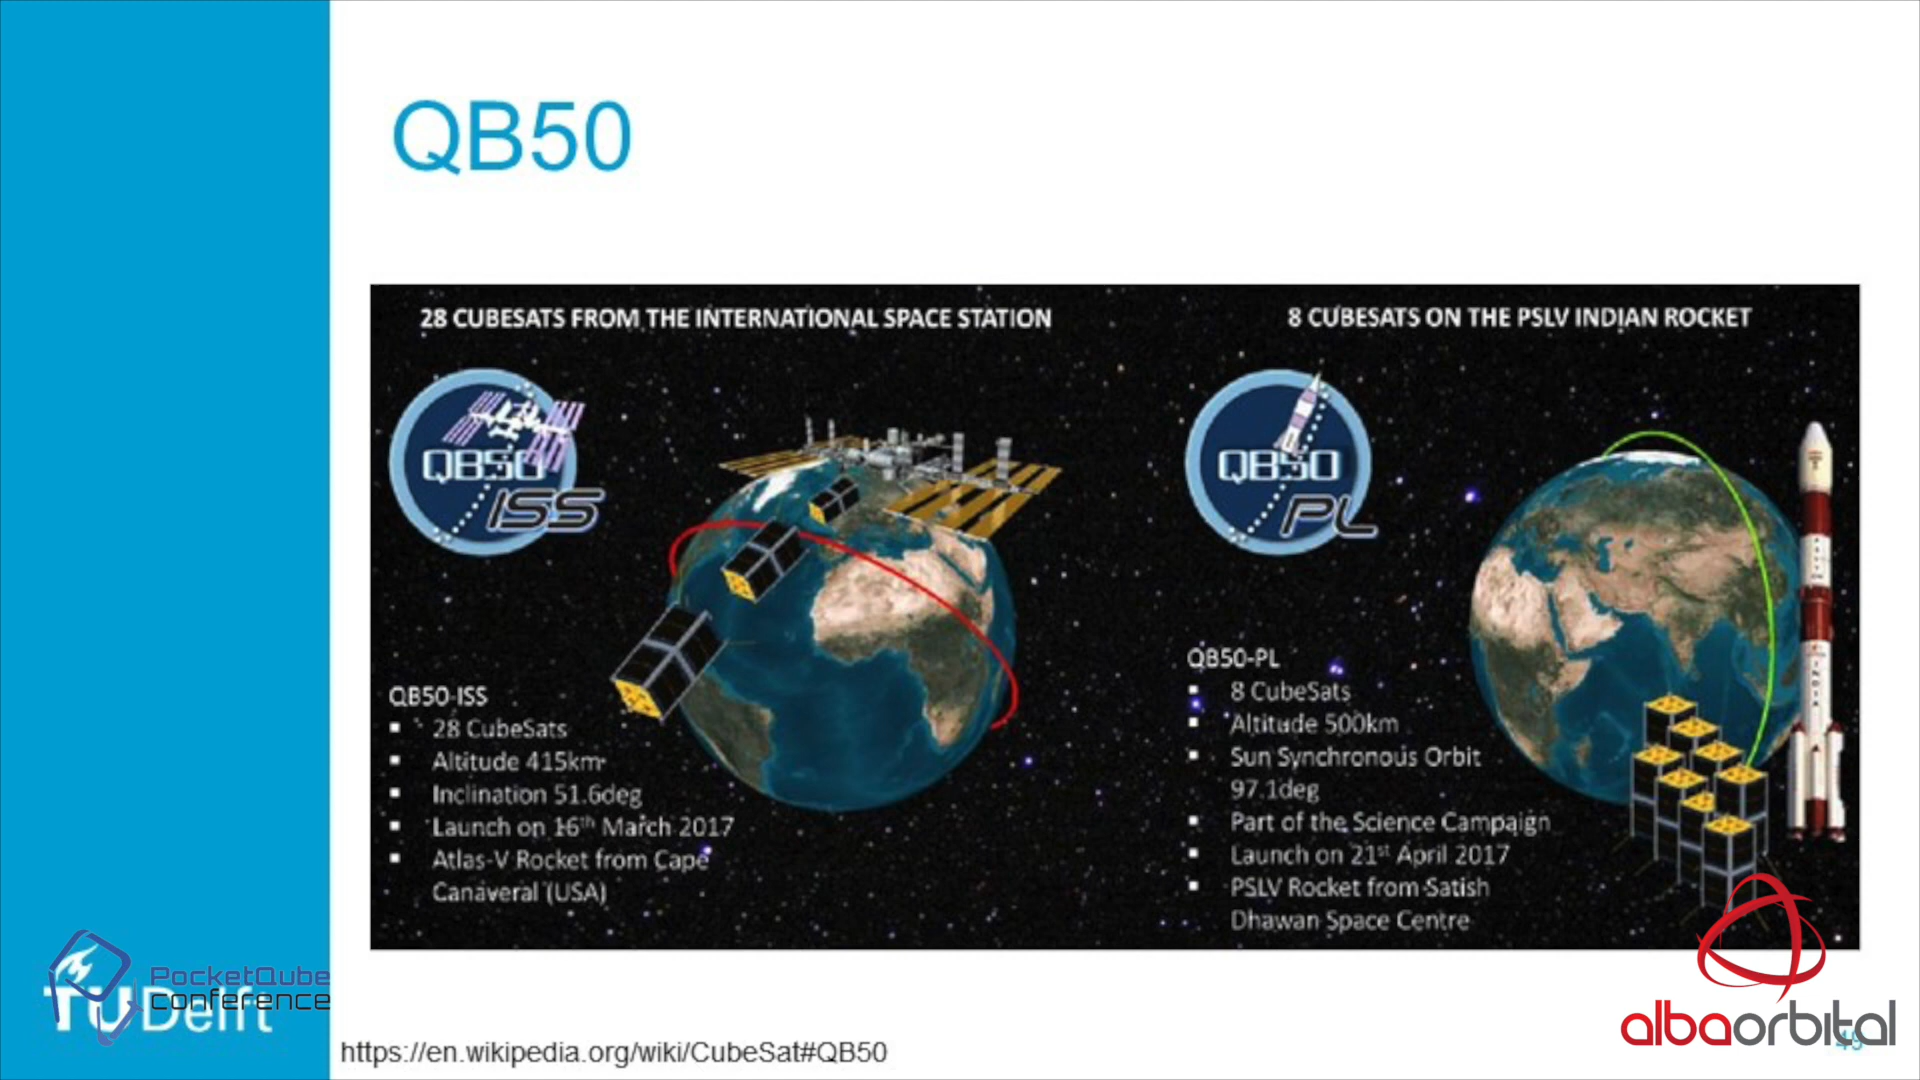 QB50
28 CUBESATS FROM THE INTERNATIONAL SPACE STATION
QB50
ISS
QB50-ISS
▪ 28 CubeSats
▪ Altitude 415km
▪ Inclination 51.6deg
▪ Launch on 16th March 2017
▪ Atlas-V Rocket from Cape
Canaveral (USA)
8 CUBESATS ON THE PSLV INDIAN ROCKET
QB50
PL
QB50-PL
▪ 8 CubeSats
▪ Altitude 500km
▪ Sun Synchronous Orbit
97.1deg
▪ Part of the Science Campaign
▪ Launch on 21st April 2017
▪ PSLV Rocket from Satish
Dhawan Space Centre
INDIA
PocketQube
conference
TU Delft
https://en.wikipedia.org/wiki/CubeSat#QB50
albaorbital